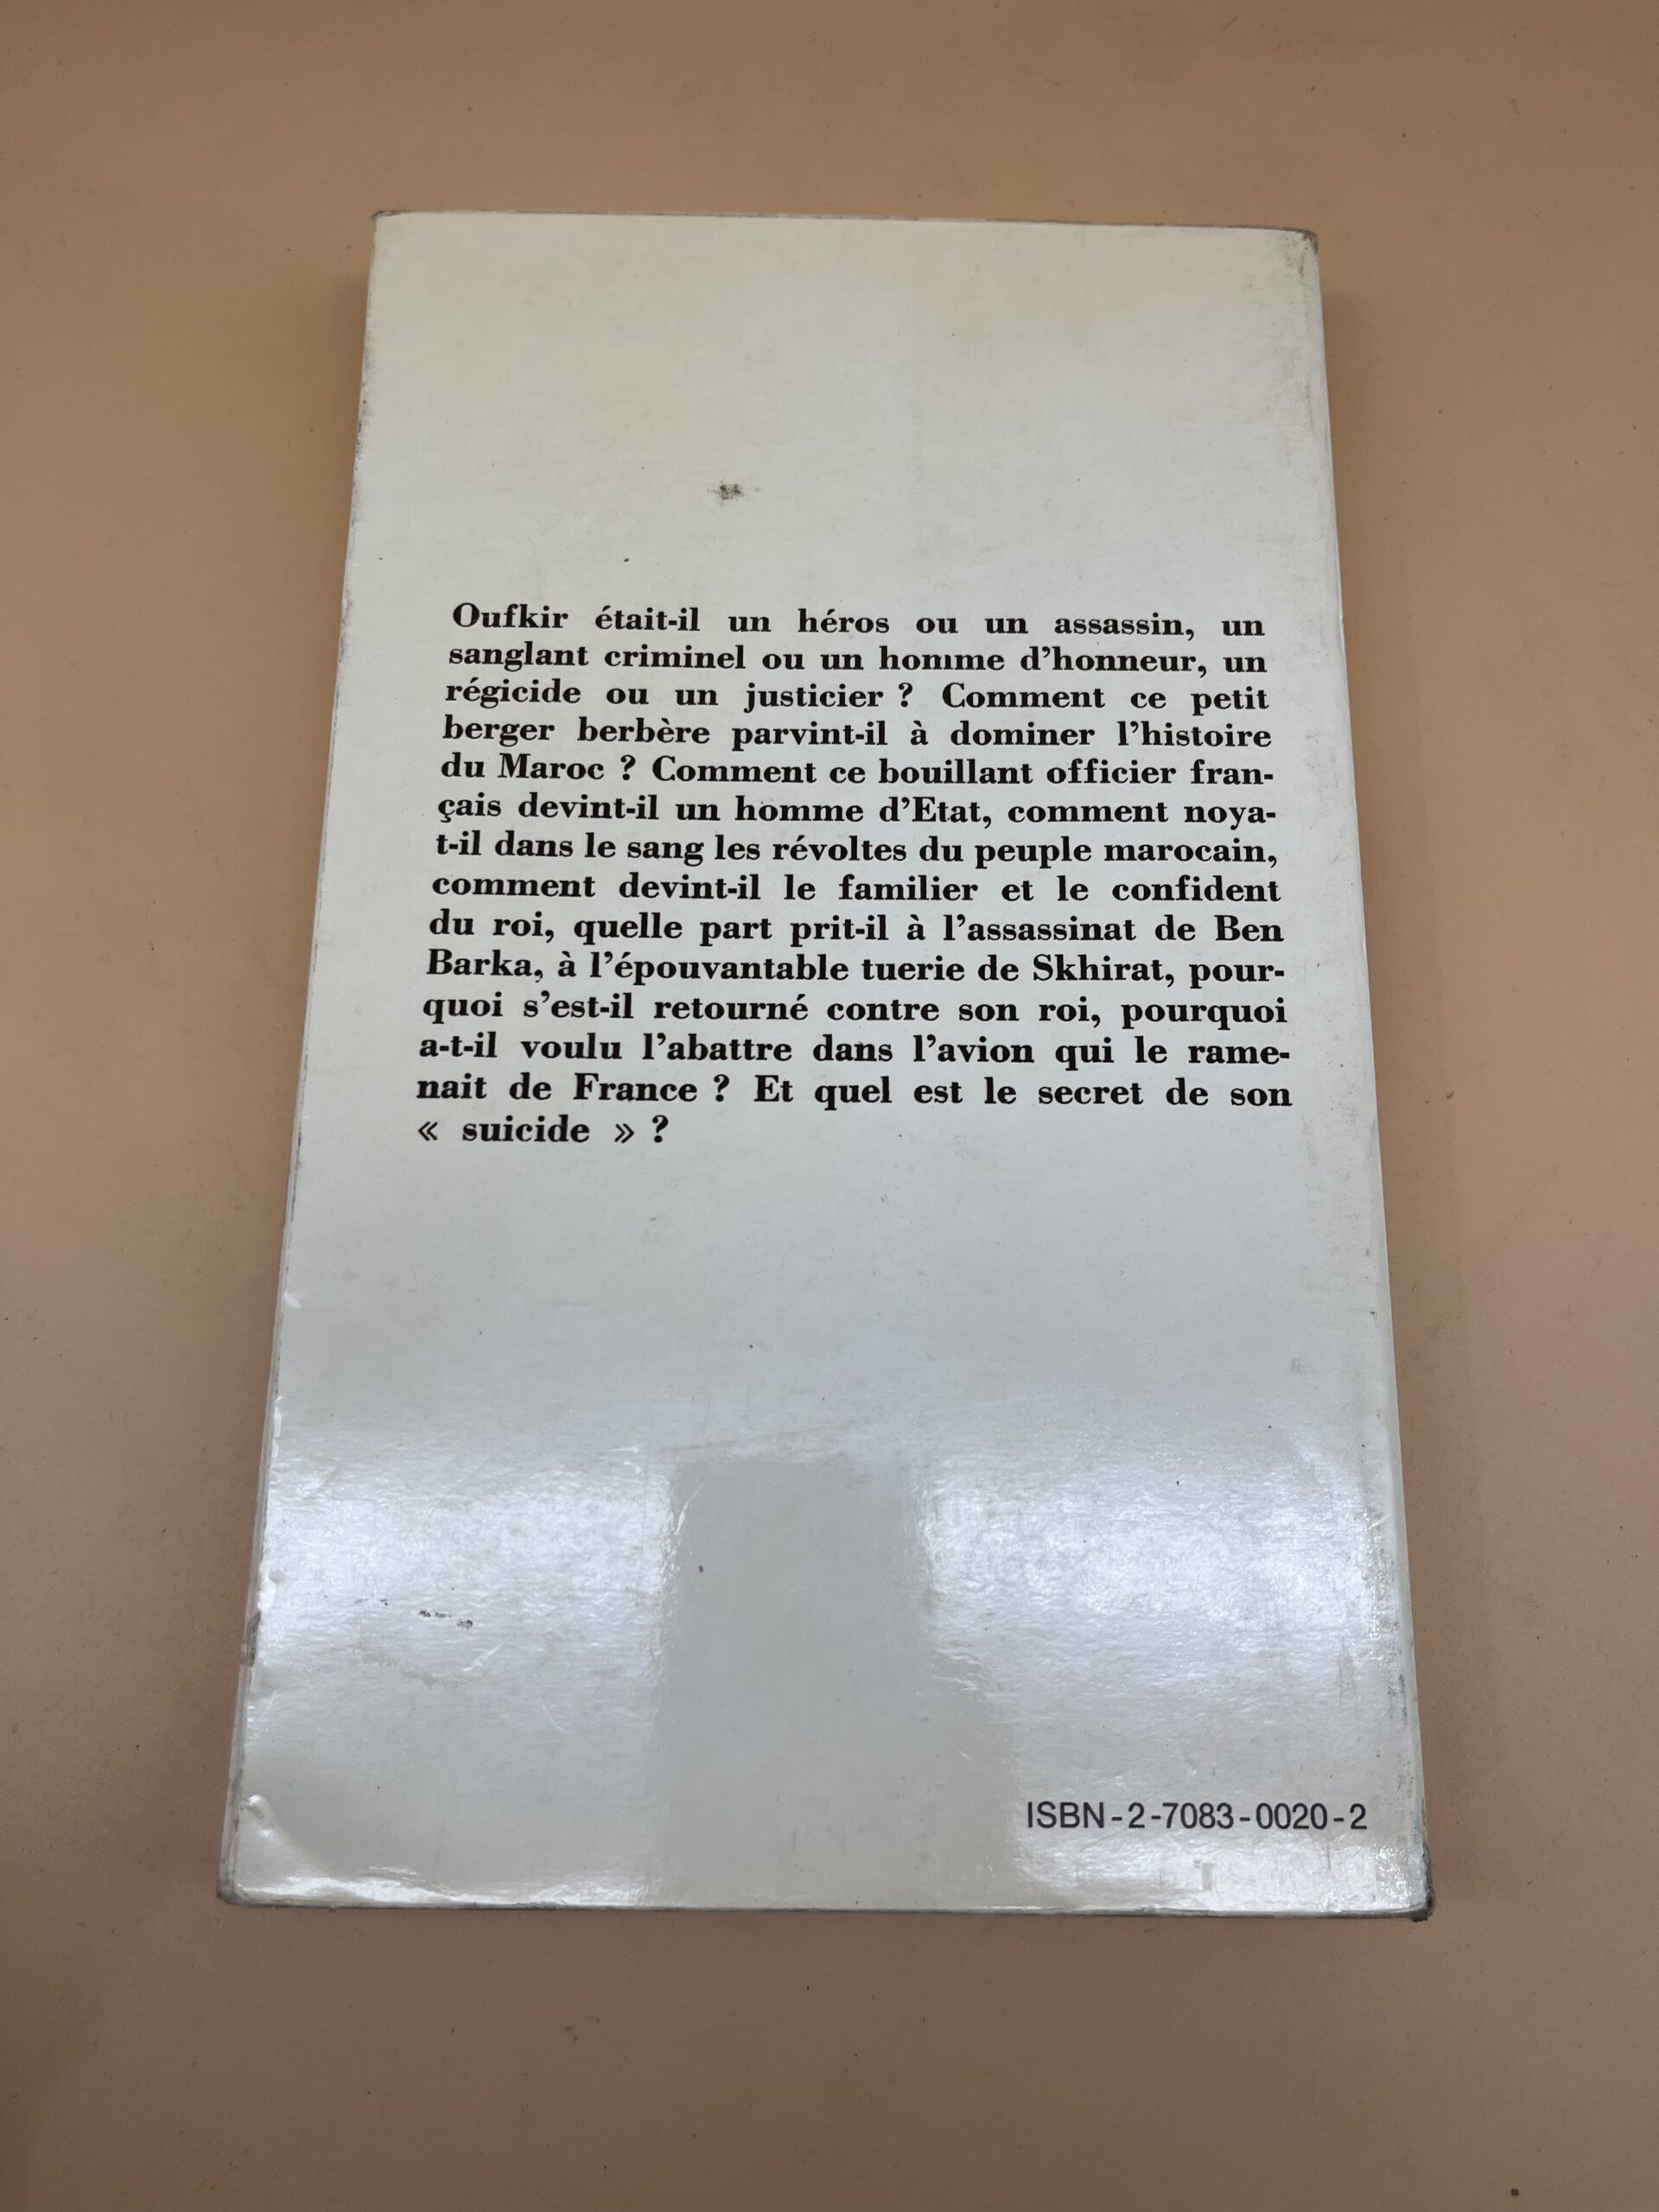 Oufkir était-il un héros ou un assassin, un
sanglant criminel ou un homme d'honneur, un
régicide ou un justicier ? Comment ce petit
berger berbère parvint-il à dominer l'histoire
du Maroc ? Comment ce bouillant officier fran-
çais devint-il un homme d'Etat, comment noya-
t-il dans le sang les révoltes du peuple marocain,
comment devint-il le familier et le confident
du roi, quelle part prit-il à l'assassinat de Ben
Barka, à l'épouvantable tuerie de Skhirat, pour-
quoi s'est-il retourné contre son roi, pourquoi
a-t-il voulu l'abattre dans l'avion qui le rame-
nait de France ? Et quel est le secret de son
« suicide » ?
ISBN-2-7083-0020-2